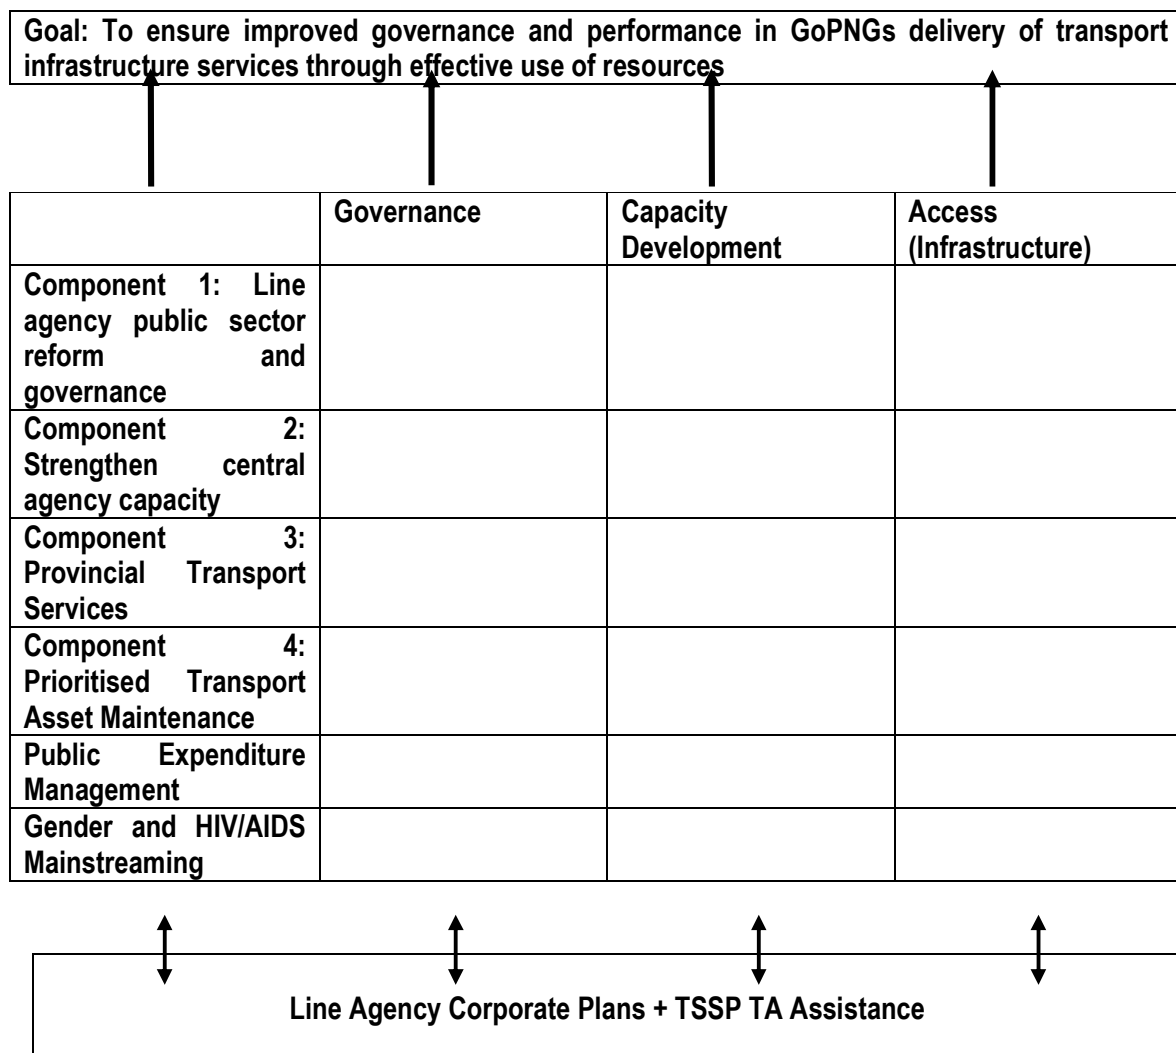 Goal: To ensure improved governance and performance in GoPNGs delivery of transport
infrastructure services through effective use of resources
Governance
Capacity
Development
Access
(Infrastructure)
Component 1: Line
agency public sector
reform and
governance
Component 2:
Strengthen central
agency capacity
Component 3:
Provincial Transport
Services
Component 4:
Prioritised Transport
Asset Maintenance
Public Expenditure
Management
Gender and HIV/AIDS
Mainstreaming
Line Agency Corporate Plans + TSSP TA Assistance